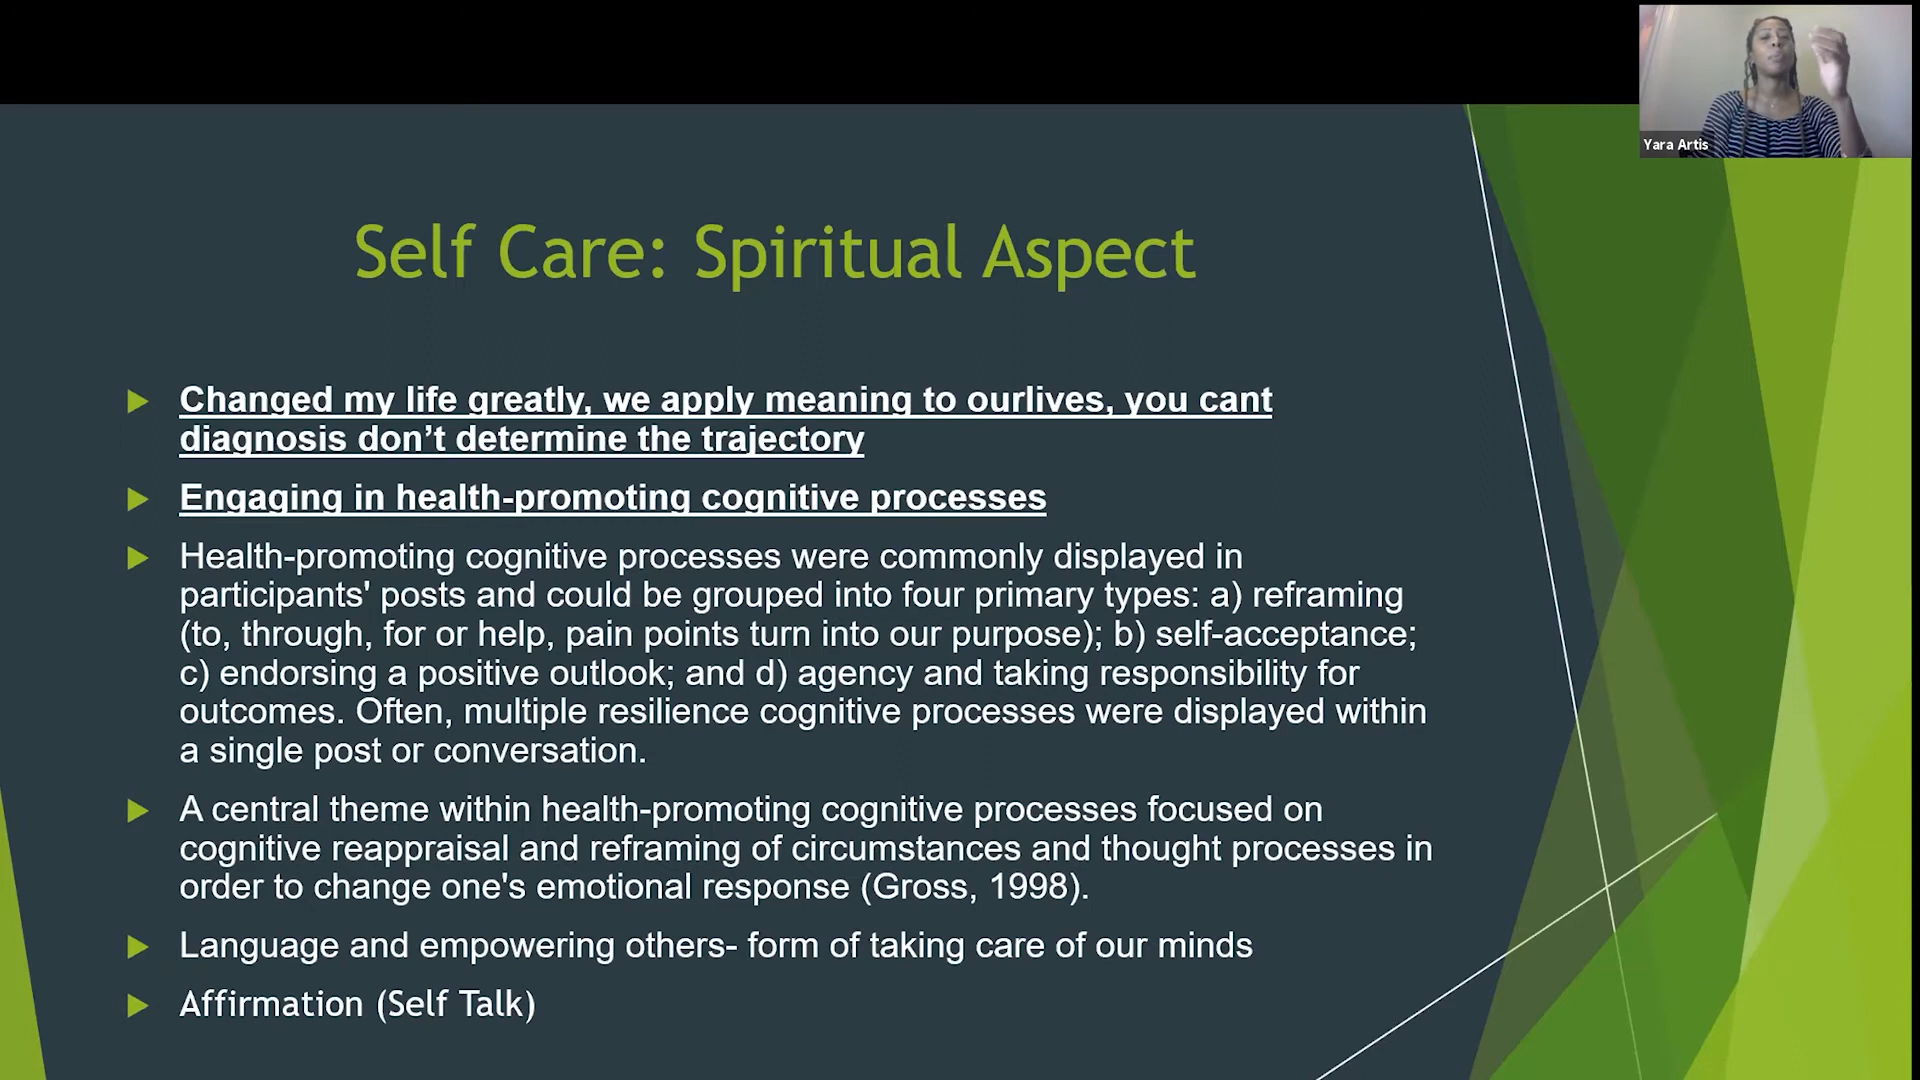 Yara Artis
Self Care: Spiritual Aspect
Changed my life greatly, we apply meaning to ourlives, you cant
diagnosis don’t determine the trajectory
Engaging in health-promoting cognitive processes
Health-promoting cognitive processes were commonly displayed in
participants' posts and could be grouped into four primary types: a) reframing
(to, through, for or help, pain points turn into our purpose); b) self-acceptance;
c) endorsing a positive outlook; and d) agency and taking responsibility for
outcomes. Often, multiple resilience cognitive processes were displayed within
a single post or conversation.
A central theme within health-promoting cognitive processes focused on
cognitive reappraisal and reframing of circumstances and thought processes in
order to change one's emotional response (Gross, 1998).
Language and empowering others- form of taking care of our minds
Affirmation (Self Talk)